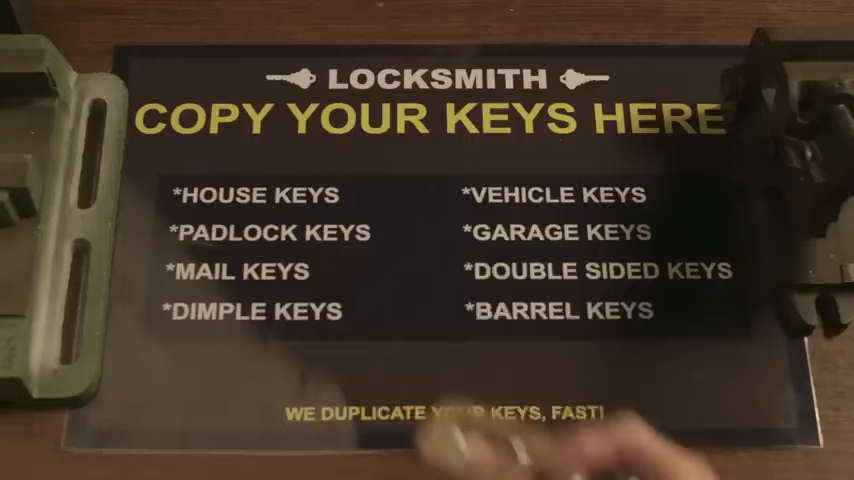 LOCKSMITH
COPY YOUR KEYS HERE
*HOUSE KEYS
*PADLOCK KEYS
*MAIL KEYS
*DIMPLE KEYS
*VEHICLE KEYS
*GARAGE KEYS
*DOUBLE SIDED KEYS
*BARREL KEYS
WE DUPLICATE YOUR KEYS, FAST!